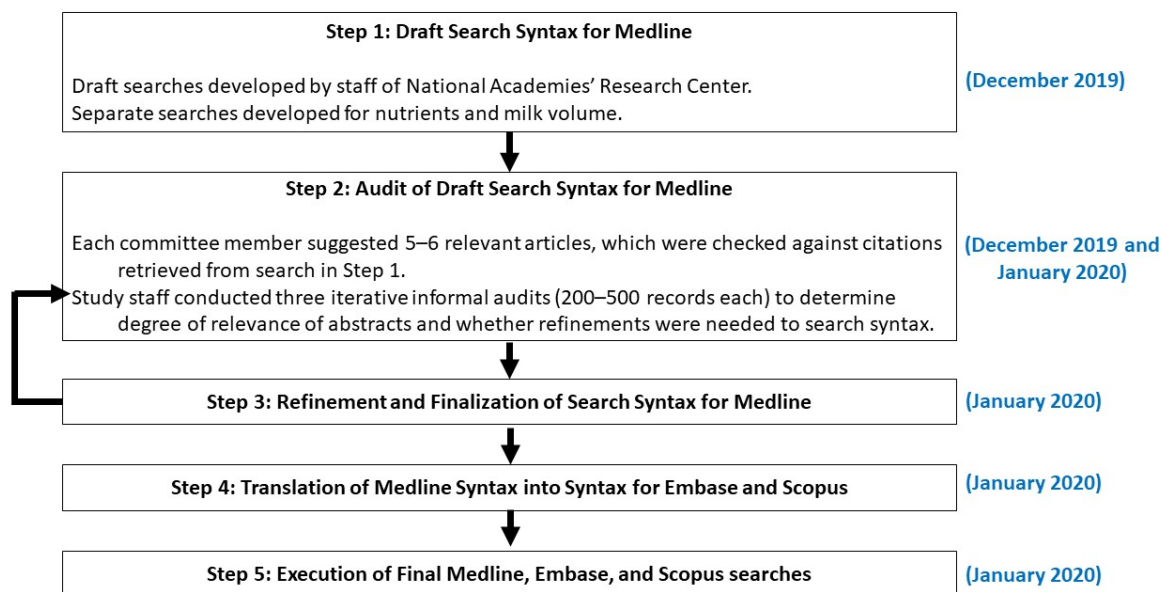 Step 1: Draft Search Syntax for Medline
Draft searches developed by staff of National Academies’ Research Center.
Separate searches developed for nutrients and milk volume.
(December 2019)
Step 2: Audit of Draft Search Syntax for Medline
Each committee member suggested 5–6 relevant articles, which were checked against citations
retrieved from search in Step 1.
Study staff conducted three iterative informal audits (200–500 records each) to determine
degree of relevance of abstracts and whether refinements were needed to search syntax.
(December 2019 and
January 2020)
Step 3: Refinement and Finalization of Search Syntax for Medline
(January 2020)
Step 4: Translation of Medline Syntax into Syntax for Embase and Scopus
(January 2020)
Step 5: Execution of Final Medline, Embase, and Scopus searches
(January 2020)